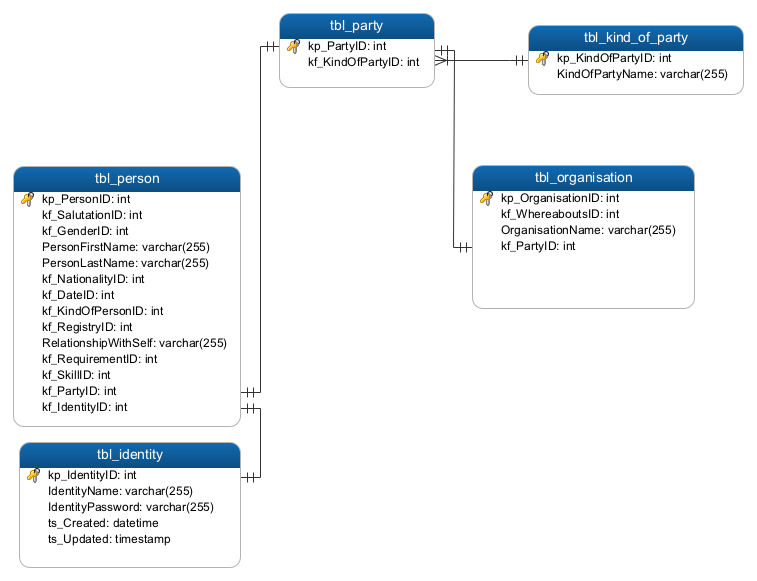 tbl_party
kp_PartyID: int
kf_KindOfPartyID: int
tbl_kind_of_party
kp_KindOfPartyID: int
KindOfPartyName: varchar(255)
tbl_person
kp_PersonID: int
kf_SalutationID: int
kf_GenderID: int
PersonFirstName: varchar(255)
PersonLastName: varchar(255)
kf_NationalityID: int
kf_DateID: int
kf_KindOfPersonID: int
kf_RegistryID: int
RelationshipWithSelf: varchar(255)
kf_RequirementID: int
kf_SkillID: int
kf_PartyID: int
kf_IdentityID: int
tbl_organisation
kp_OrganisationID: int
kf_WhereaboutsID: int
OrganisationName: varchar(255)
kf_PartyID: int
tbl_identity
kp_IdentityID: int
IdentityName: varchar(255)
IdentityPassword: varchar(255)
ts_Created: datetime
ts_Updated: timestamp